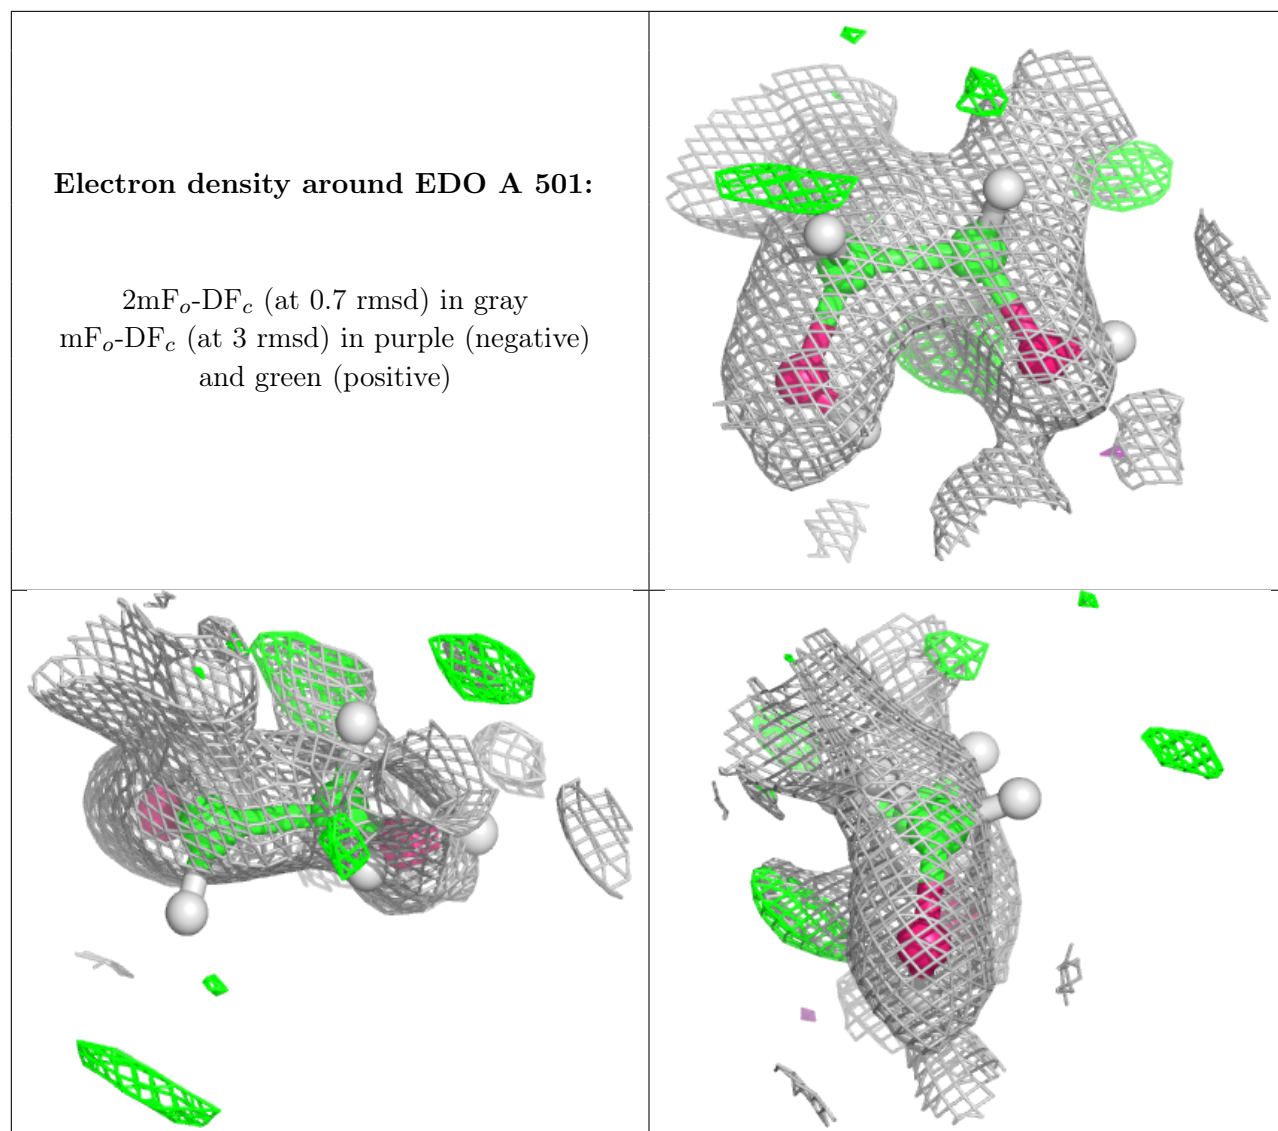 Electron density around EDO A 501:
2mFo-DFc (at 0.7 rmsd) in gray
mFo-DFc (at 3 rmsd) in purple (negative)
and green (positive)